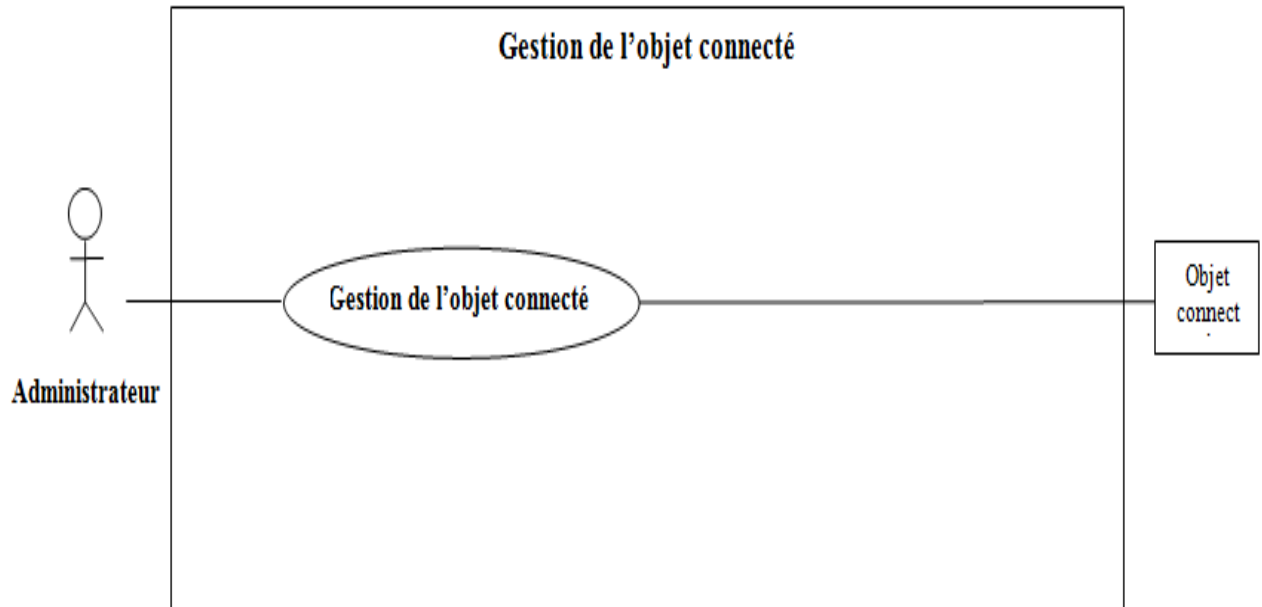 Gestion de l’objet connecté
Gestion de l’objet connecté
Objet
connect
Administrateur